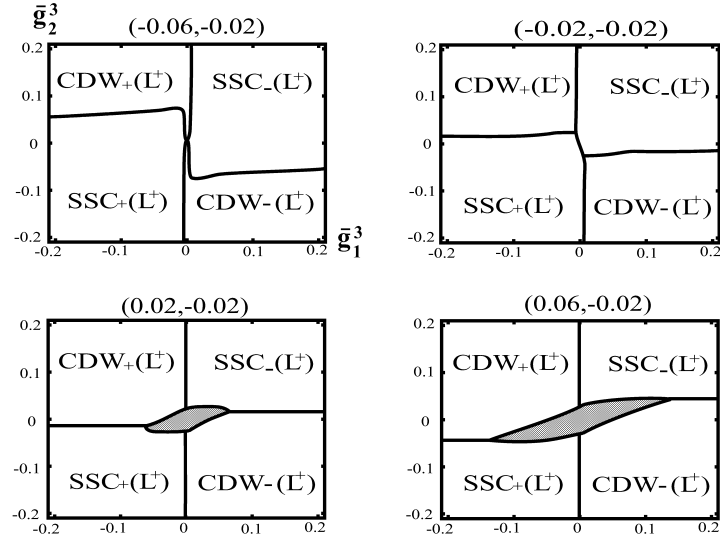 ḡ₂³
(-0.06,-0.02)
(-0.02,-0.02)
0.2
CDW₊(L⁺) SSC₋(L⁺)
0.1
0
-0.1
SSC₊(L⁺) CDW-(L⁺)
-0.2
-0.2 -0.1 0 0.1 0.2
ḡ₁³
0.2
CDW₊(L⁺) SSC₋(L⁺)
0.1
0
-0.1
SSC₊(L⁺) CDW-(L⁺)
-0.2
-0.2 -0.1 0 0.1 0.2
(0.02,-0.02)
(0.06,-0.02)
0.2
CDW₊(L⁺) SSC₋(L⁺)
0.1
0
-0.1
SSC₊(L⁺) CDW-(L⁺)
-0.2
-0.2 -0.1 0 0.1 0.2
0.2
CDW₊(L⁺) SSC₋(L⁺)
0.1
0
-0.1
SSC₊(L⁺) CDW-(L⁺)
-0.2
-0.2 -0.1 0 0.1 0.2